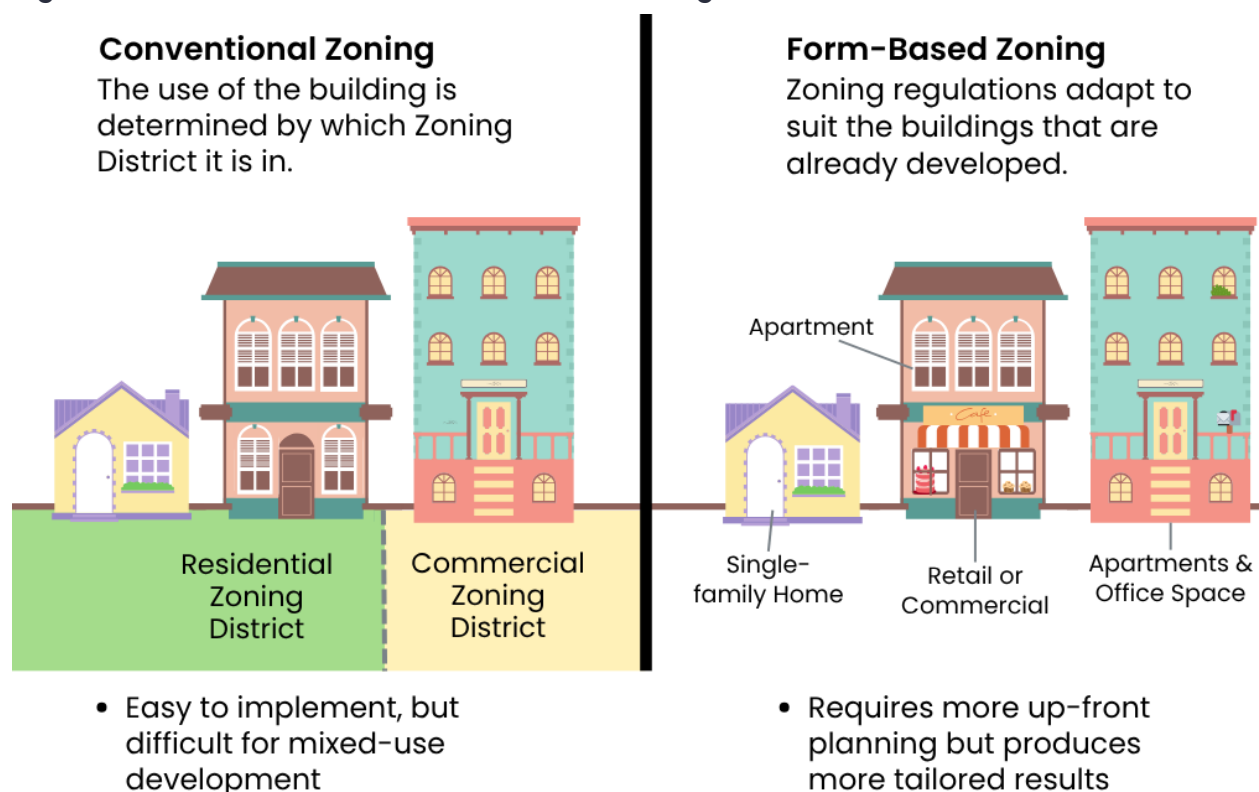 Conventional Zoning
The use of the building is
determined by which Zoning
District it is in.
Residential
Zoning
District
Commercial
Zoning
District
• Easy to implement, but
difficult for mixed-use
development
Form-Based Zoning
Zoning regulations adapt to
suit the buildings that are
already developed.
Apartment
Cafe
Single-
family Home
Retail or
Commercial
Apartments &
Office Space
• Requires more up-front
planning but produces
more tailored results